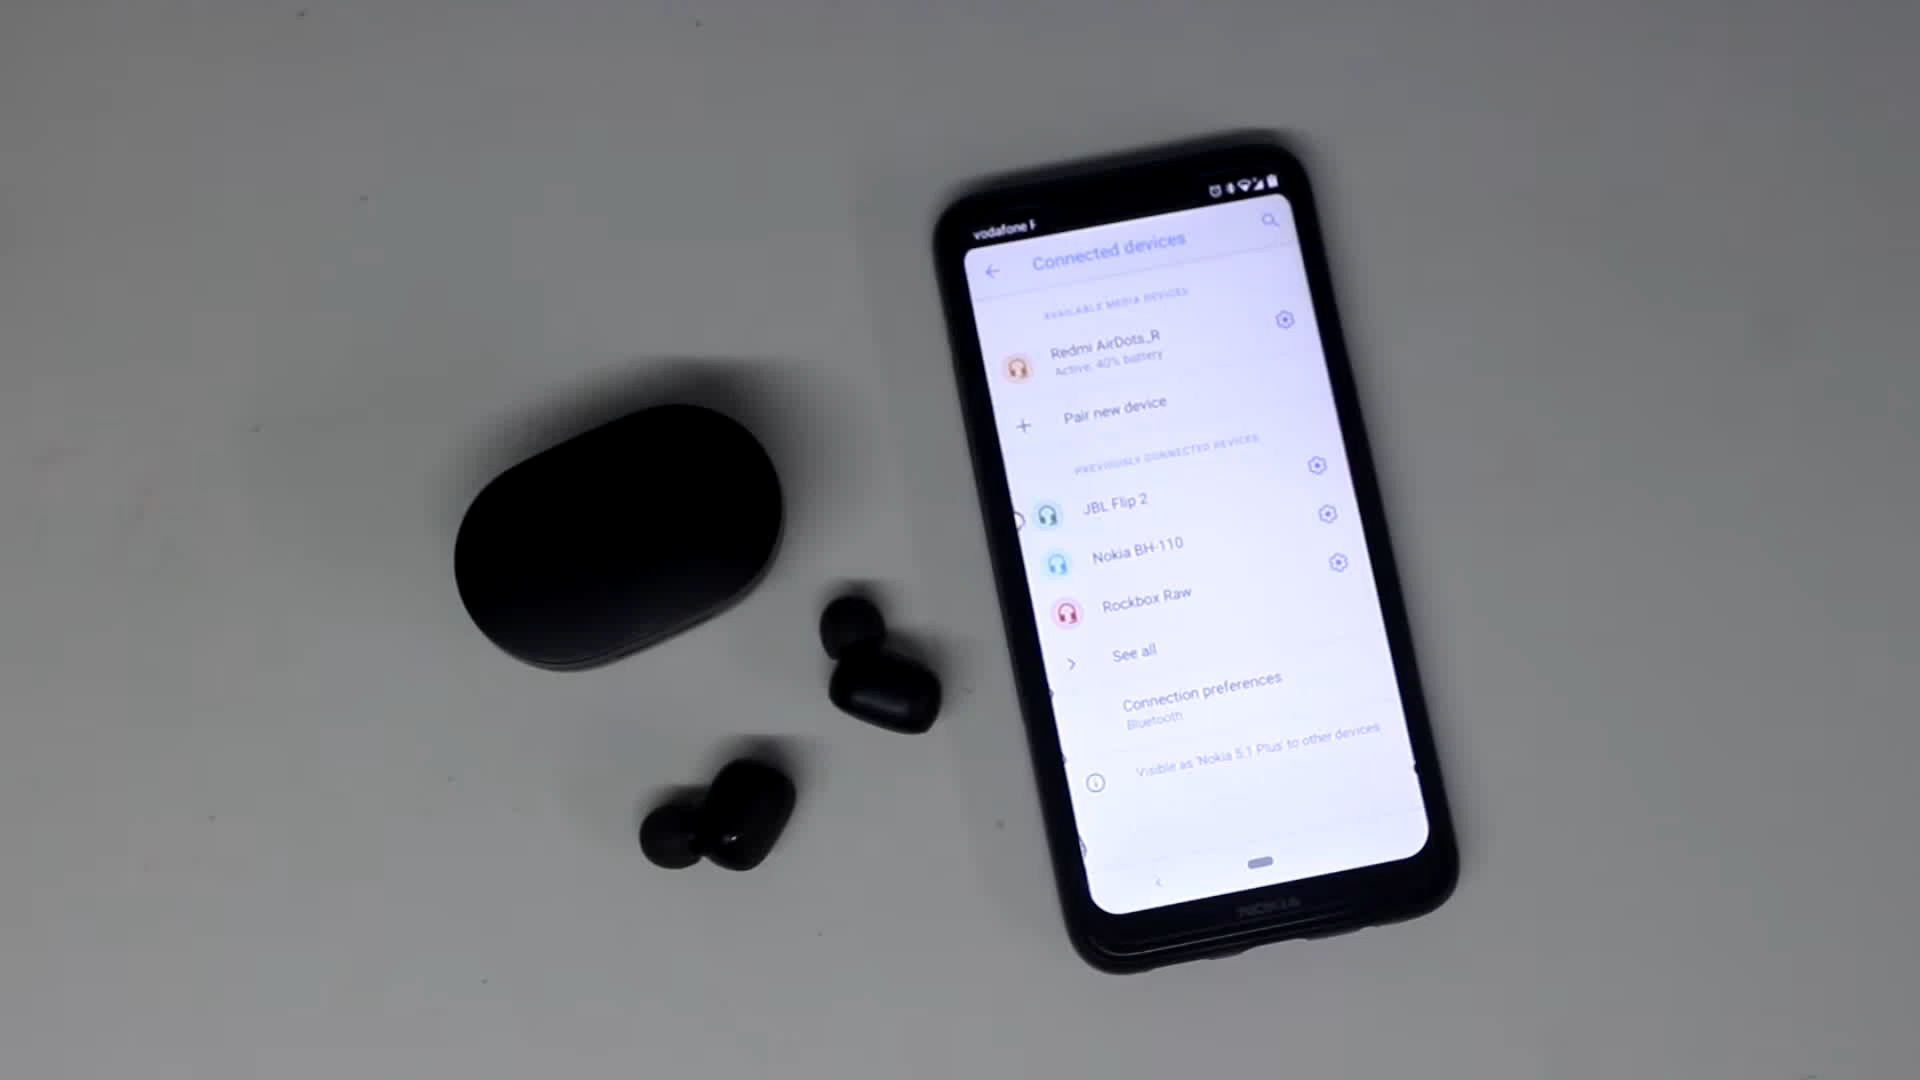 vodafone
Connected devices
AVAILABLE MEDIA DEVICES
Redmi AirDots_R
Active, 40% battery
Pair new device
PREVIOUSLY CONNECTED DEVICES
JBL Flip 2
Nokia BH-110
Rockbox Raw
See all
Connection preferences
Bluetooth
Visible as 'Nokia 5.1 Plus' to other devices
NOKIA